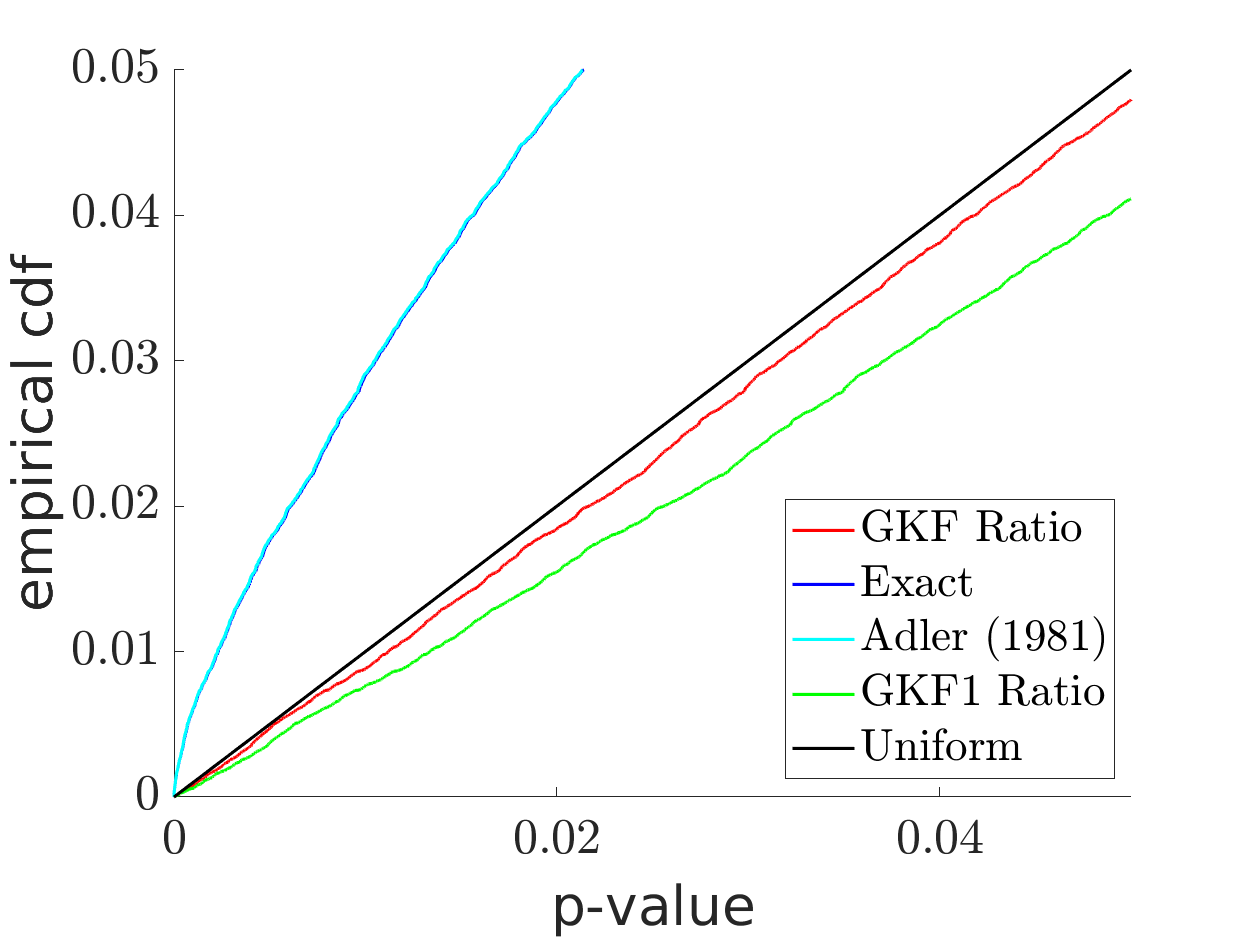 0.05
0.04
0.03
0.02
0.01
0
empirical cdf
0
0.02
0.04
p-value
GKF Ratio
Exact
Adler (1981)
GKF1 Ratio
Uniform